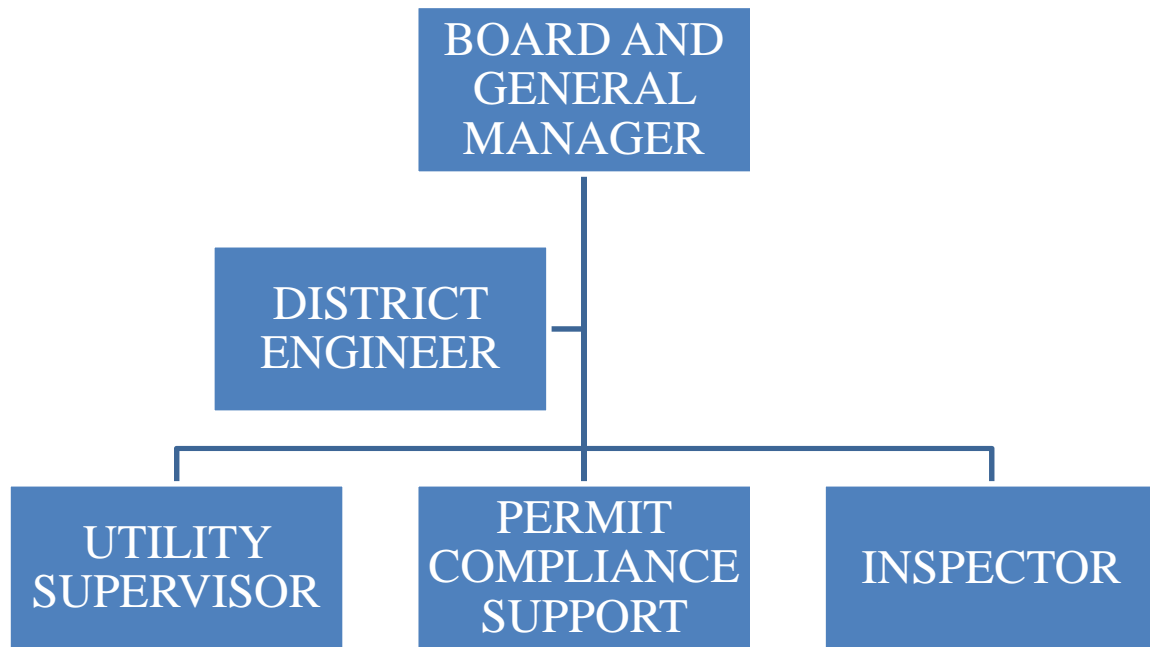 BOARD AND
GENERAL
MANAGER
DISTRICT
ENGINEER
UTILITY
SUPERVISOR
PERMIT
COMPLIANCE
SUPPORT
INSPECTOR